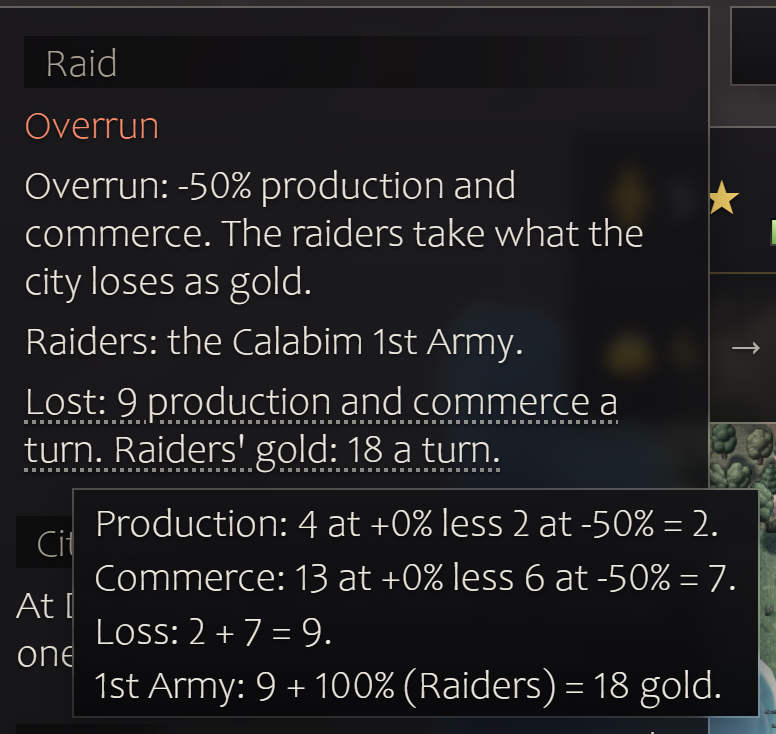 Raid
Overrun
Overrun: -50% production and
commerce. The raiders take what the
city loses as gold.
Raiders: the Calabim 1st Army.
Lost: 9 production and commerce a
turn. Raiders' gold: 18 a turn.
Production: 4 at +0% less 2 at -50% = 2.
Commerce: 13 at +0% less 6 at -50% = 7.
Loss: 2 + 7 = 9.
1st Army: 9 + 100% (Raiders) = 18 gold.
At
one